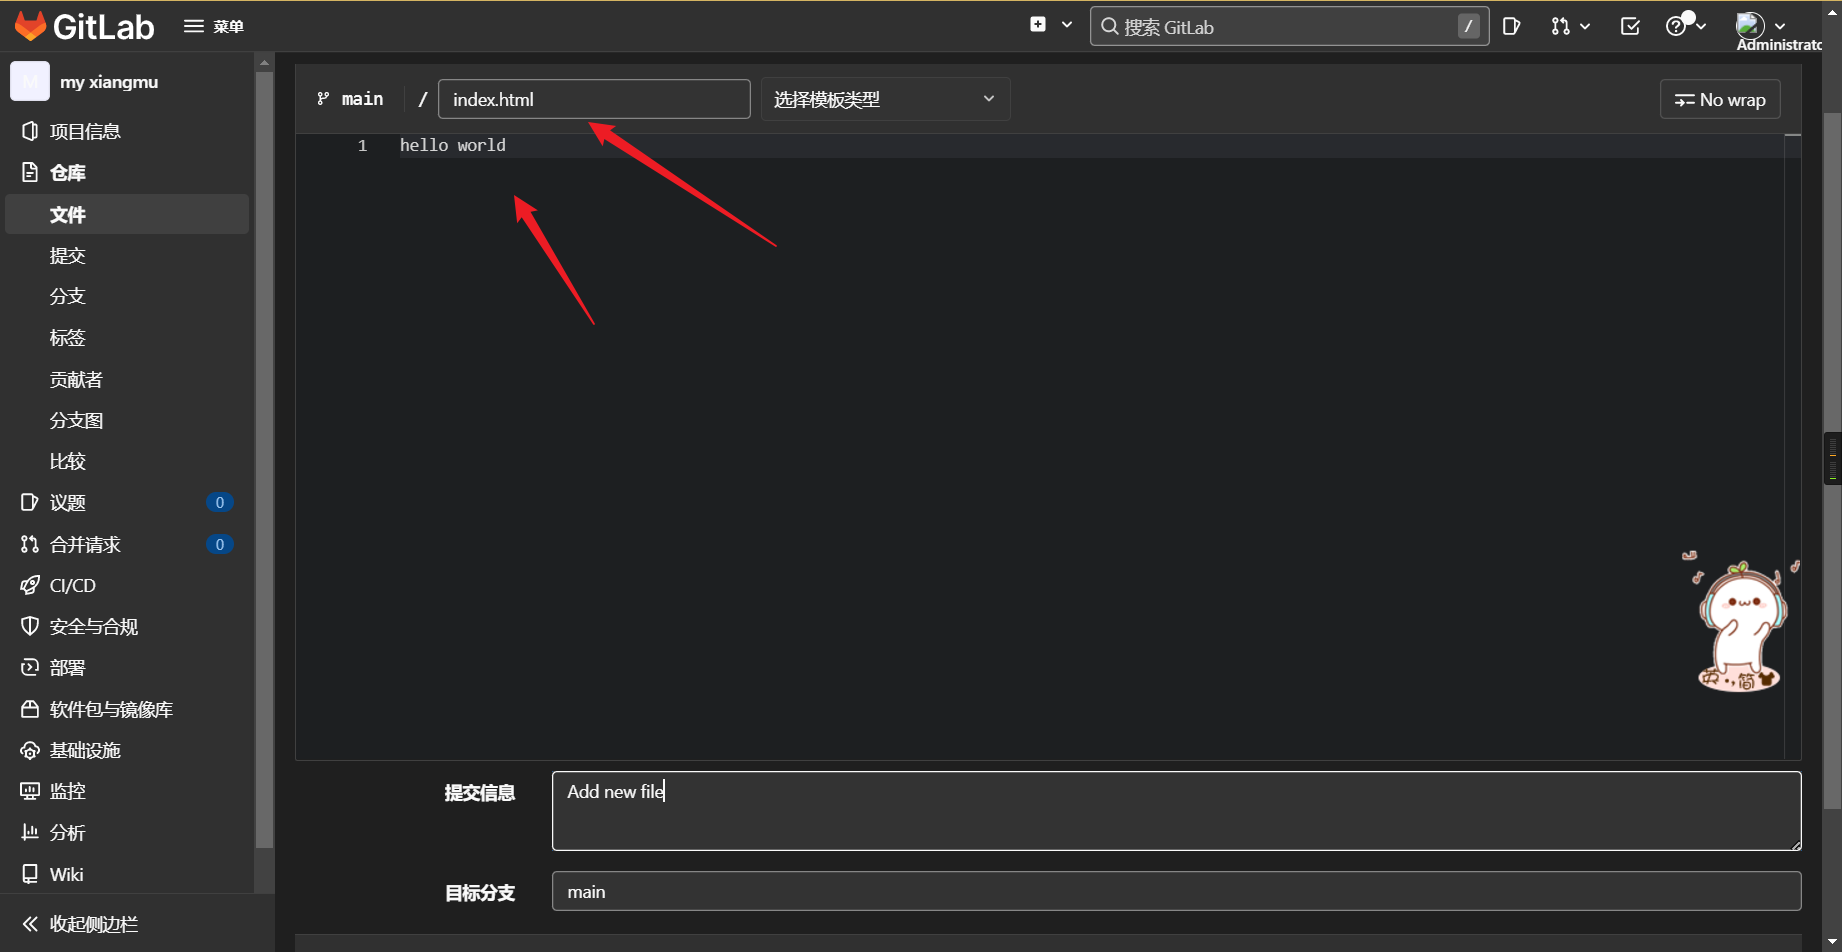 GitLab
菜单
搜索 GitLab
/
Administrato
M
my xiangmu
项目信息
仓库
文件
提交
分支
标签
贡献者
分支图
比较
议题 0
合并请求 0
CI/CD
安全与合规
部署
软件包与镜像库
基础设施
监控
分析
Wiki
收起侧边栏
main / index.html 选择模板类型 No wrap
1 hello world
英 •, 简
提交信息 Add new file
目标分支 main